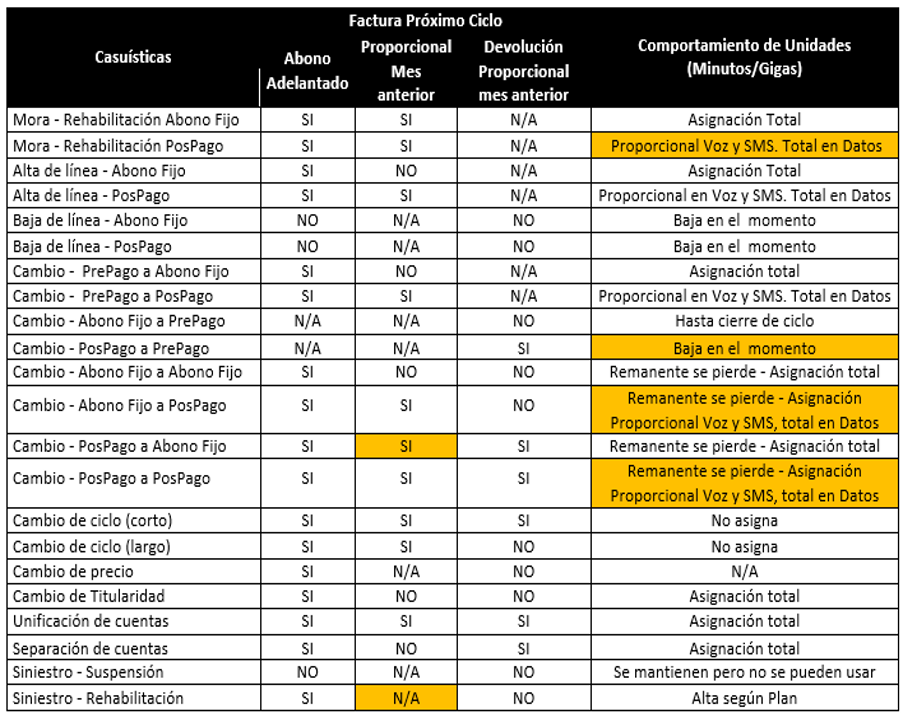 Factura Próximo Ciclo
Casuísticas
Abono
Adelantado
Proporcional
Mes
anterior
Devolución
Proporcional
mes anterior
Comportamiento de Unidades
(Minutos/Gigas)
Mora - Rehabilitación Abono Fijo SI SI N/A Asignación Total
Mora - Rehabilitación PosPago SI SI N/A Proporcional Voz y SMS. Total en Datos
Alta de línea - Abono Fijo SI NO N/A Asignación Total
Alta de línea - PosPago SI SI N/A Proporcional en Voz y SMS. Total en Datos
Baja de línea - Abono Fijo NO N/A NO Baja en el momento
Baja de línea - PosPago NO N/A NO Baja en el momento
Cambio - PrePago a Abono Fijo SI NO N/A Asignación total
Cambio - PrePago a PosPago SI SI N/A Proporcional en Voz y SMS. Total en Datos
Cambio - Abono Fijo a PrePago N/A N/A NO Hasta cierre de ciclo
Cambio - PosPago a PrePago N/A N/A SI Baja en el momento
Cambio - Abono Fijo a Abono Fijo SI NO NO Remanente se pierde - Asignación total
Cambio - Abono Fijo a PosPago SI SI NO Remanente se pierde - Asignación
Proporcional Voz y SMS, total en Datos
Cambio - PosPago a Abono Fijo SI SI SI Remanente se pierde - Asignación total
Cambio - PosPago a PosPago SI SI SI Remanente se pierde - Asignación
Proporcional Voz y SMS, total en Datos
Cambio de ciclo (corto) SI SI SI No asigna
Cambio de ciclo (largo) SI SI NO No asigna
Cambio de precio SI N/A NO N/A
Cambio de Titularidad SI NO NO Asignación total
Unificación de cuentas SI SI SI Asignación total
Separación de cuentas SI NO SI Asignación total
Siniestro - Suspensión NO N/A NO Se mantienen pero no se pueden usar
Siniestro - Rehabilitación SI N/A NO Alta según Plan